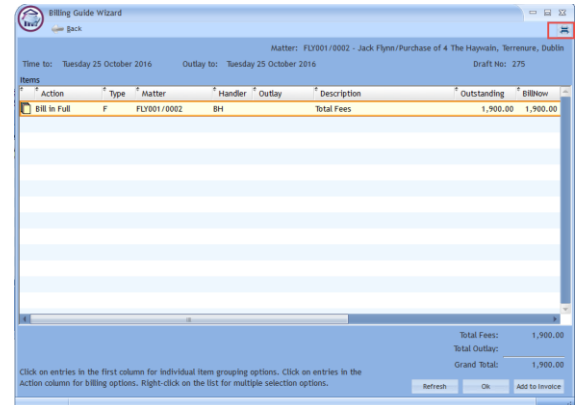 Billing Guide Wizard
Back
Matter: FLY001/0002 - Jack Flynn/Purchase of 4 The Haywain, Terrenure, Dublin
Time to: Tuesday 25 October 2016 Outlay to: Tuesday 25 October 2016 Draft No: 275
Items
Action Type Matter Handler Outlay Description Outstanding BillNow
Bill in Full F FLY001/0002 BH Total Fees 1,900.00 1,900.00
Total Fees: 1,900.00
Total Outlay:
Grand Total: 1,900.00
Click on entries in the first column for individual item grouping options. Click on entries in the
Action column for billing options. Right-click on the list for multiple selection options.
Refresh Ok Add to Invoice